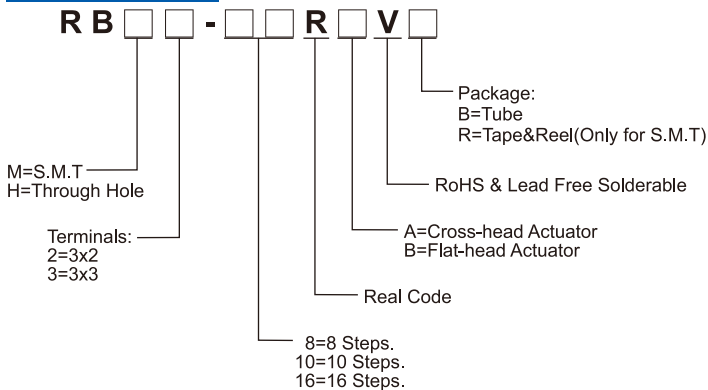 RB□□-□□R□V□
Package:
B=Tube
R=Tape&Reel(Only for S.M.T)
M=S.M.T
H=Through Hole
RoHS & Lead Free Solderable
Terminals:
2=3x2
3=3x3
A=Cross-head Actuator
B=Flat-head Actuator
Real Code
8=8 Steps.
10=10 Steps.
16=16 Steps.